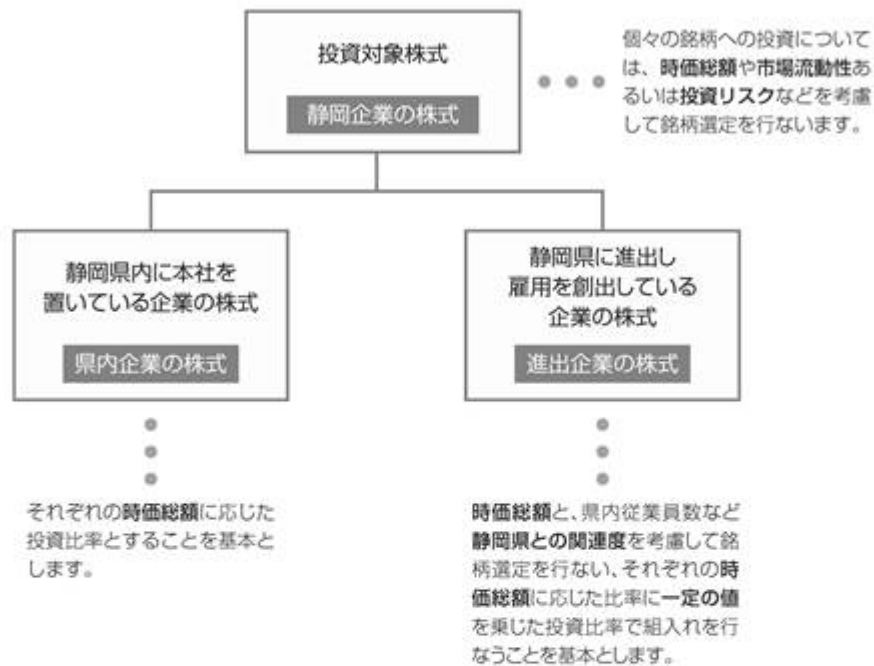 投資対象株式
静岡企業の株式
個々の銘柄への投資について
は、時価総額や市場流動性あ
るいは投資リスクなどを考慮
して銘柄選定を行ないます。
静岡県内に本社を
置いている企業の株式
県内企業の株式
それぞれの時価総額に応じた
投資比率とすることを基本と
します。
静岡県に進出し
雇用を創出している
企業の株式
進出企業の株式
時価総額と、県内従業員数など
静岡県との関連度を考慮して銘
柄選定を行ない、それぞれの時
価総額に応じた比率に一定の値
を乗じた投資比率で組入れを行
なうことを基本とします。